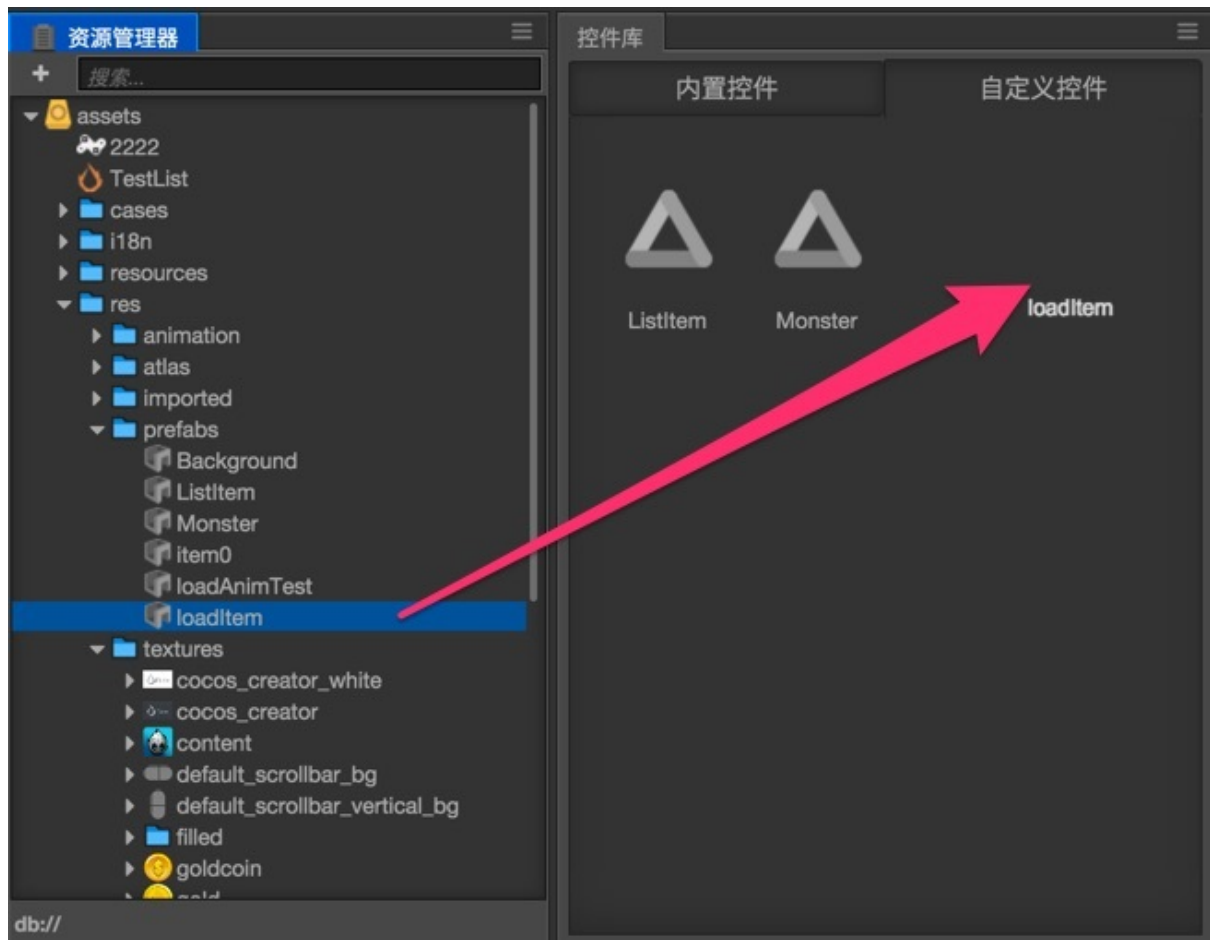 资源管理器
搜索...
assets
2222
TestList
cases
i18n
resources
res
animation
atlas
imported
prefabs
Background
ListItem
Monster
item0
loadAnimTest
loadItem
textures
cocos_creator_white
cocos_creator
content
default_scrollbar_bg
default_scrollbar_vertical_bg
filled
goldcoin
db://
控件库
内置控件 自定义控件
ListItem Monster loadItem